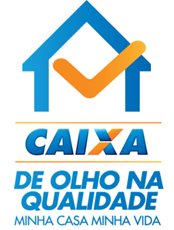 CAIXA
DE OLHO NA
QUALIDADE
MINHA CASA MINHA VIDA